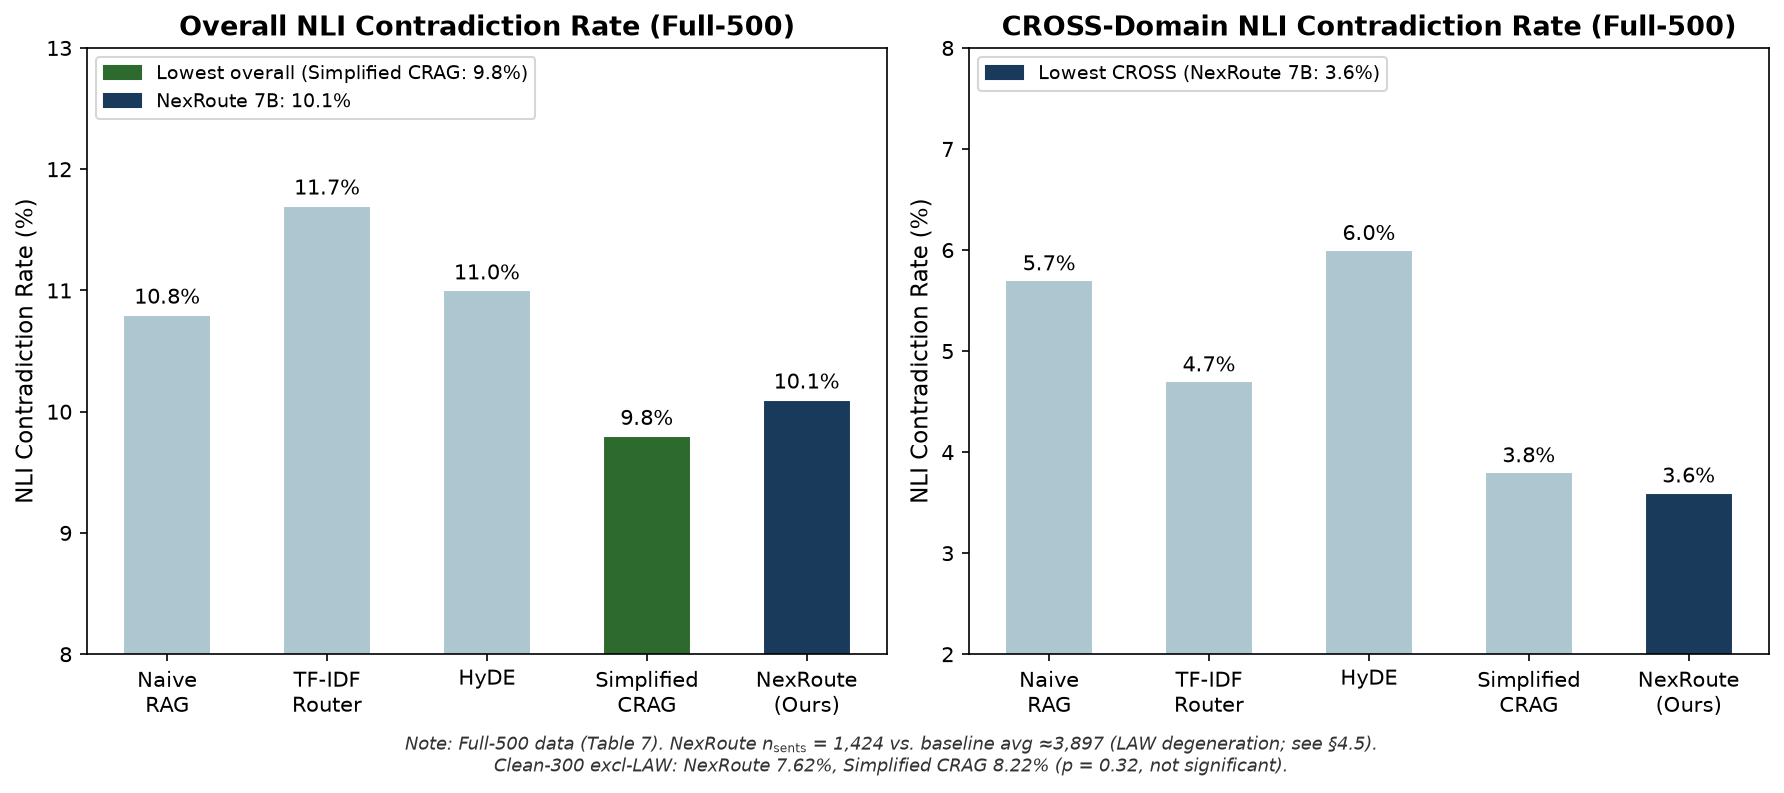 Overall NLI Contradiction Rate (Full-500)
NLI Contradiction Rate (%)
13
12
11
10
9
8
Lowest overall (Simplified CRAG: 9.8%)
NexRoute 7B: 10.1%
10.8%
11.7%
11.0%
9.8%
10.1%
Naive
RAG
TF-IDF
Router
HyDE
Simplified
CRAG
NexRoute
(Ours)
CROSS-Domain NLI Contradiction Rate (Full-500)
NLI Contradiction Rate (%)
8
7
6
5
4
3
2
Lowest CROSS (NexRoute 7B: 3.6%)
5.7%
4.7%
6.0%
3.8%
3.6%
Naive
RAG
TF-IDF
Router
HyDE
Simplified
CRAG
NexRoute
(Ours)
Note: Full-500 data (Table 7). NexRoute nsents = 1,424 vs. baseline avg ≈3,897 (LAW degeneration; see §4.5).
Clean-300 excl-LAW: NexRoute 7.62%, Simplified CRAG 8.22% (p = 0.32, not significant).